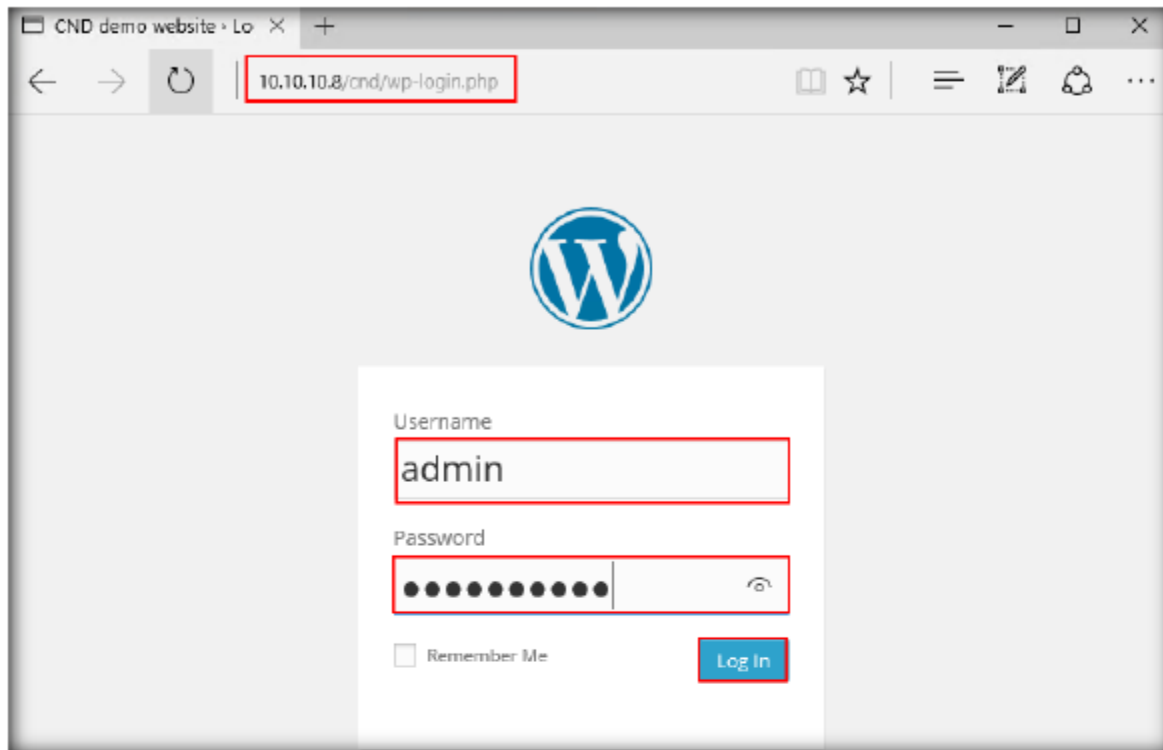 CND demo website › Lo
10.10.10.8/cnd/wp-login.php
Username
admin
Password
●●●●●●●●●●
Remember Me
Log In